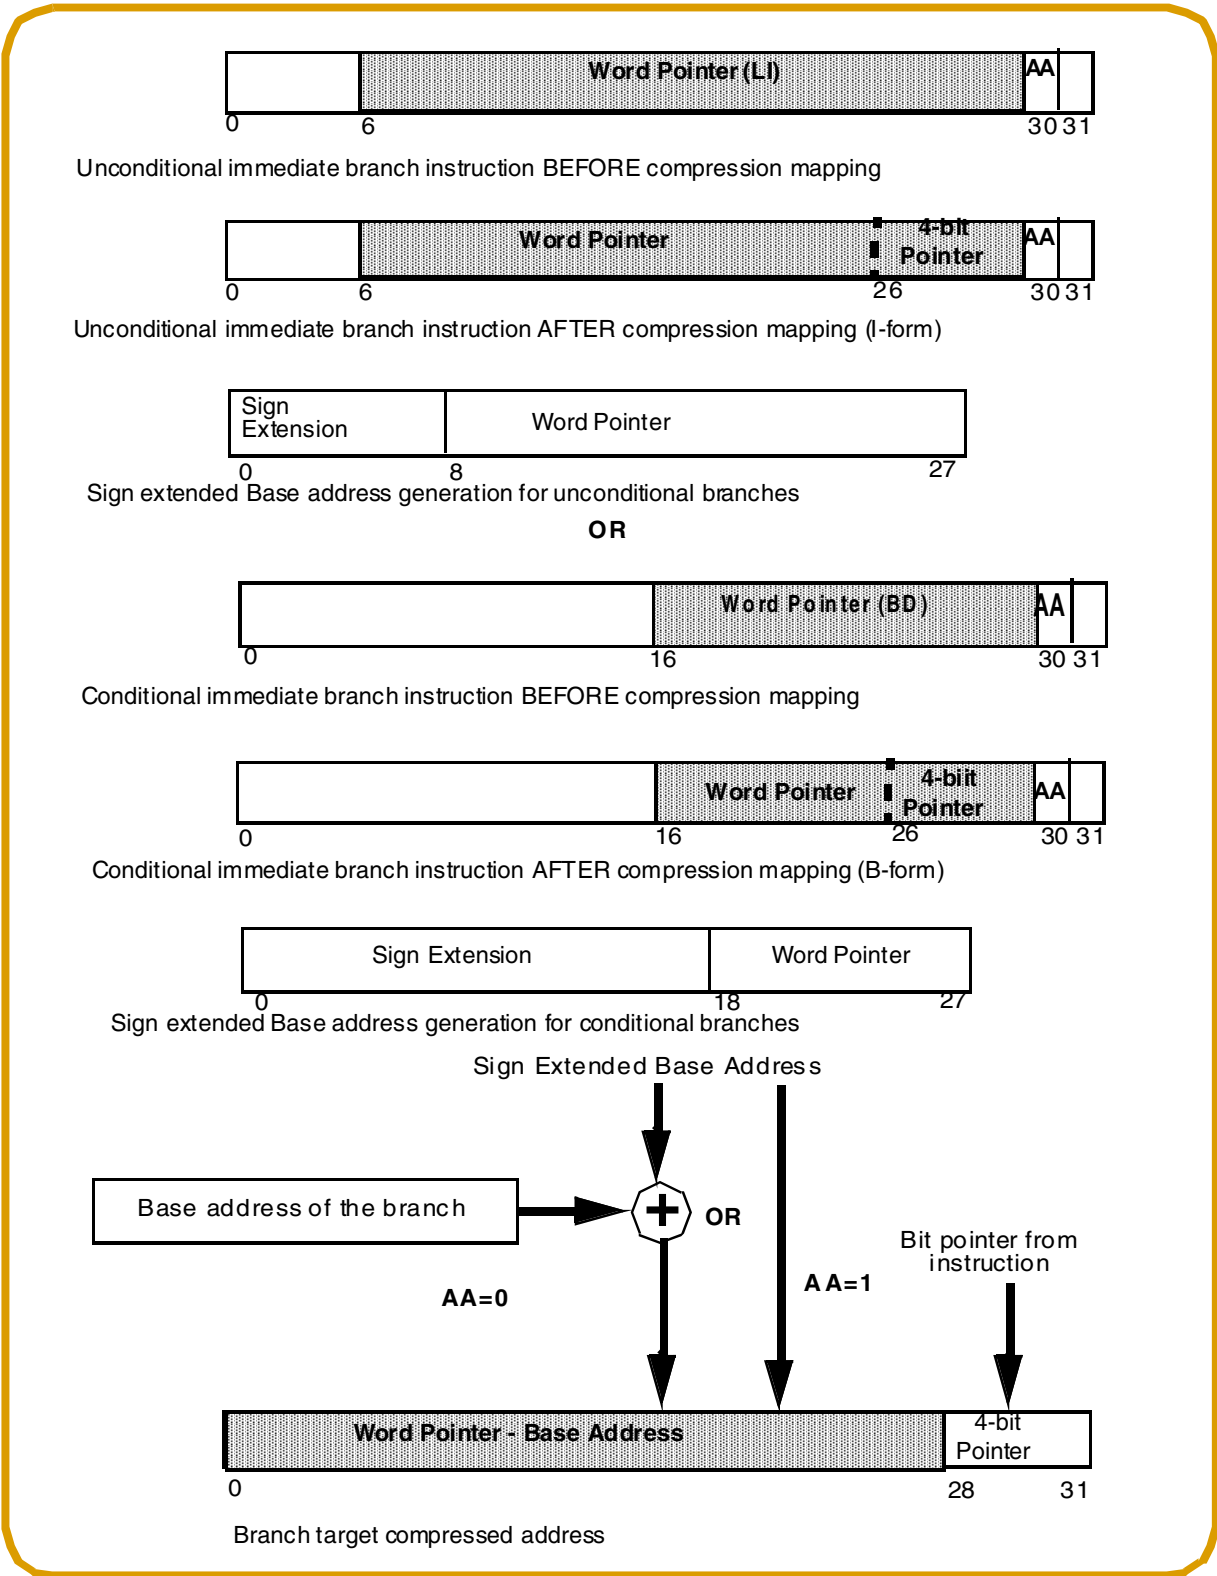 Word Pointer (LI) AA
0 6 30 31
Unconditional immediate branch instruction BEFORE compression mapping
Word Pointer 4-bit Pointer AA
0 6 26 30 31
Unconditional immediate branch instruction AFTER compression mapping (I-form)
Sign Extension Word Pointer
0 8 27
Sign extended Base address generation for unconditional branches
OR
Word Pointer (BD) AA
0 16 30 31
Conditional immediate branch instruction BEFORE compression mapping
Word Pointer 4-biit Pointer AA
0 16 26 30 31
Conditional immediate branch instruction AFTER compression mapping (B-form)
Sign Extension Word Pointer
0 18 27
Sign extended Base address generation for conditional branches
Sign Extended Base Address
Base address of the branch + OR
Bit pointer from
instruction
AA=0 AA=1
Word Pointer - Base Address 4-bit Pointer
0 28 31
Branch target compressed address